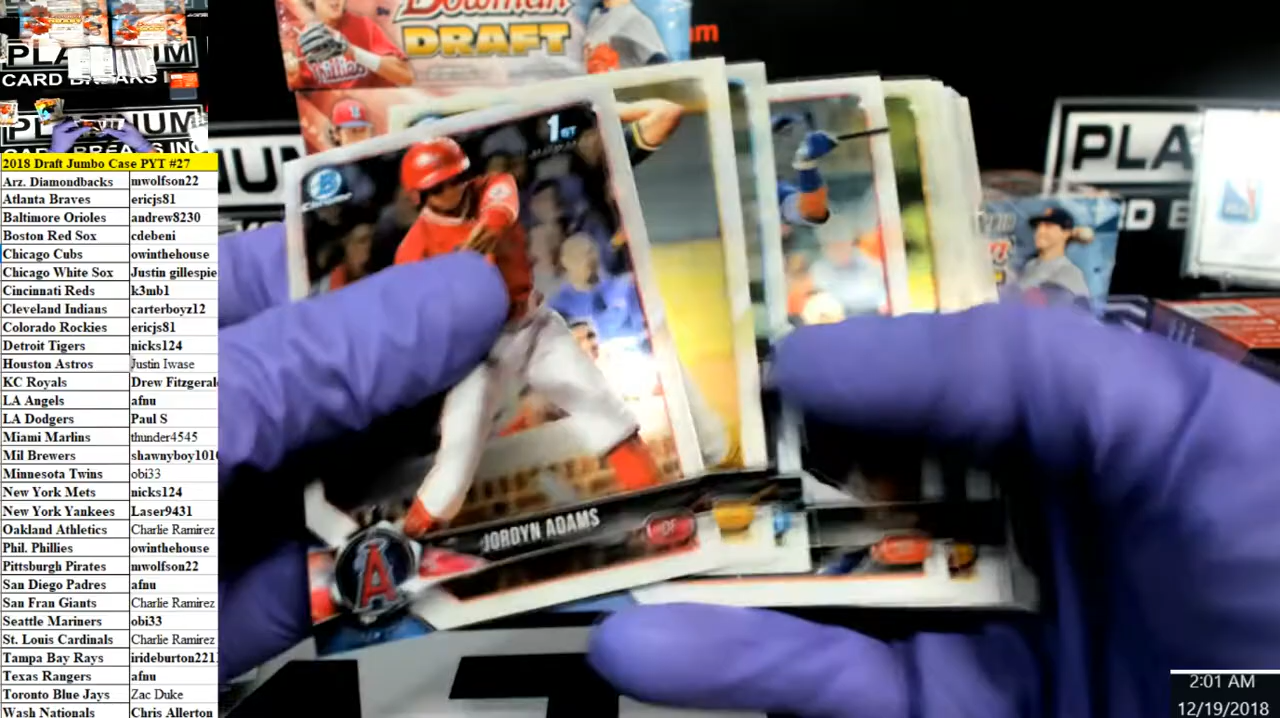 Bowman
DRAFT
Phillies
PLATINUM
CARD BREAKS
2018 Draft Jumbo Case PYT #27
Arz. Diamondbacks mwolfson22
Atlanta Braves ericjs81
Baltimore Orioles andrew8230
Boston Red Sox cdebeni
Chicago Cubs owinthehouse
Chicago White Sox Justin gillespie
Cincinnati Reds k3mb1
Cleveland Indians carterboyz12
Colorado Rockies ericjs81
Detroit Tigers nicks124
Houston Astros Justin Iwase
KC Royals Drew Fitzgeral
LA Angels afnu
LA Dodgers Paul S
Miami Marlins thunder4545
Mil Brewers shawnyboy1010
Minnesota Twins obi33
New York Mets nicks124
New York Yankees Laser9431
Oakland Athletics Charlie Ramirez
Phil. Phillies owinthehouse
Pittsburgh Pirates mwolfson22
San Diego Padres afnu
San Fran Giants Charlie Ramirez
Seattle Mariners obi33
St. Louis Cardinals Charlie Ramirez
Tampa Bay Rays irideburton221
Texas Rangers afnu
Toronto Blue Jays Zac Duke
Wash Nationals Chris Allerton
1ST
B
JORDYN ADAMS
OF
A
PLA
2:01 AM
12/19/2018